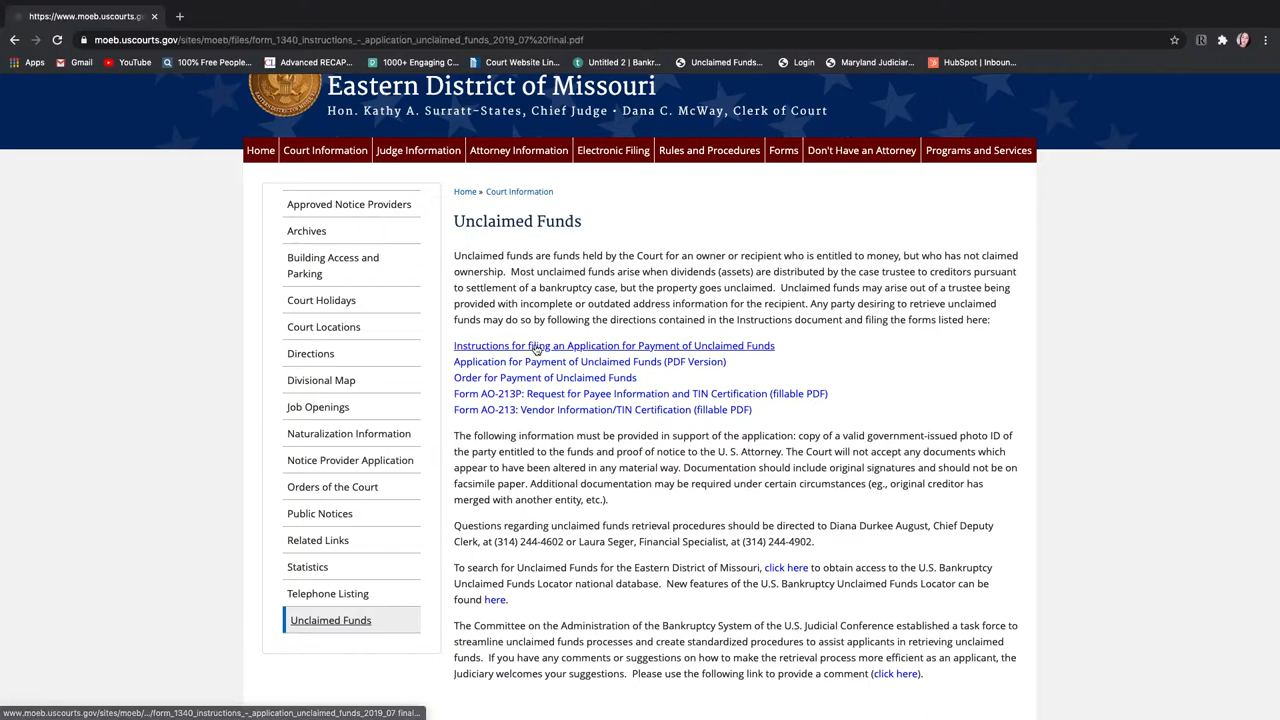 https://www.moeb.uscourts.g
moeb.uscourts.gov/sites/moeb/files/form_1340_instructions_-_application_unclaimed_funds_2019_07%20final.pdf
Apps Gmail YouTube 100% Free People... Advanced RECAP... 1000+ Engaging C... Court Website Lin... Untitled 2 | Bankr... Unclaimed Funds... Login Maryland Judiciar... HubSpot | Inboun...
Eastern District of Missouri
Hon. Kathy A. Surratt-States, Chief Judge • Dana C. McWay, Clerk of Court
Home Court Information Judge Information Attorney Information Electronic Filing Rules and Procedures Forms Don't Have an Attorney Programs and Services
Approved Notice Providers
Archives
Building Access and
Parking
Court Holidays
Court Locations
Directions
Divisional Map
Job Openings
Naturalization Information
Notice Provider Application
Orders of the Court
Public Notices
Related Links
Statistics
Telephone Listing
Unclaimed Funds
Home » Court Information
Unclaimed Funds
Unclaimed funds are funds held by the Court for an owner or recipient who is entitled to money, but who has not claimed
ownership. Most unclaimed funds arise when dividends (assets) are distributed by the case trustee to creditors pursuant
to settlement of a bankruptcy case, but the property goes unclaimed. Unclaimed funds may arise out of a trustee being
provided with incomplete or outdated address information for the recipient. Any party desiring to retrieve unclaimed
funds may do so by following the directions contained in the Instructions document and filing the forms listed here:
Instructions for filing an Application for Payment of Unclaimed Funds
Application for Payment of Unclaimed Funds (PDF Version)
Order for Payment of Unclaimed Funds
Form AO-213P: Request for Payee Information and TIN Certification (fillable PDF)
Form AO-213: Vendor Information/TIN Certification (fillable PDF)
The following information must be provided in support of the application: copy of a valid government-issued photo ID of
the party entitled to the funds and proof of notice to the U. S. Attorney. The Court will not accept any documents which
appear to have been altered in any material way. Documentation should include original signatures and should not be on
facsimile paper. Additional documentation may be required under certain circumstances (eg., original creditor has
merged with another entity, etc.).
Questions regarding unclaimed funds retrieval procedures should be directed to Diana Durkee August, Chief Deputy
Clerk, at (314) 244-4602 or Laura Seger, Financial Specialist, at (314) 244-4902.
To search for Unclaimed Funds for the Eastern District of Missouri, click here to obtain access to the U.S. Bankruptcy
Unclaimed Funds Locator national database. New features of the U.S. Bankruptcy Unclaimed Funds Locator can be
found here.
The Committee on the Administration of the Bankruptcy System of the U.S. Judicial Conference established a task force to
streamline unclaimed funds processes and create standardized procedures to assist applicants in retrieving unclaimed
funds. If you have any comments or suggestions on how to make the retrieval process more efficient as an applicant, the
Judiciary welcomes your suggestions. Please use the following link to provide a comment (click here).
www.moeb.uscourts.gov/sites/moeb/.../form_1340_instructions_-_application_unclaimed_funds_2019_07 final...